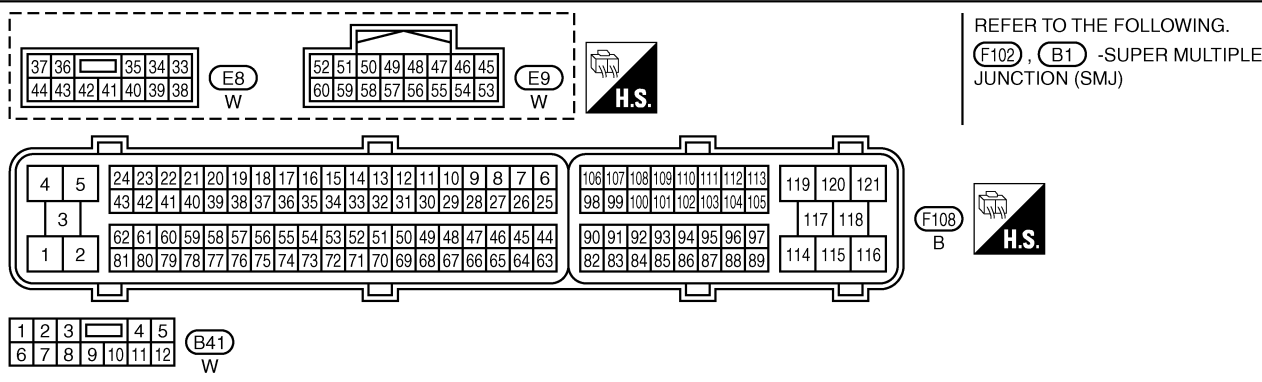 REFER TO THE FOLLOWING.
F102 , B1 -SUPER MULTIPLE
JUNCTION (SMJ)
37 36 35 34 33
44 43 42 41 40 39 38
E8
W
52 51 50 49 48 47 46 45
60 59 58 57 56 55 54 53
E9
W
H.S.
4 5
3
1 2
24 23 22 21 20 19 18 17 16 15 14 13 12 11 10 9 8 7 6
43 42 41 40 39 38 37 36 35 34 33 32 31 30 29 28 27 26 25
62 61 60 59 58 57 56 55 54 53 52 51 50 49 48 47 46 45 44
81 80 79 78 77 76 75 74 73 72 71 70 69 68 67 66 65 64 63
106 107 108 109 110 111 112 113
98 99 100 101 102 103 104 105
90 91 92 93 94 95 96 97
82 83 84 85 86 87 88 89
119 120 121
117 118
114 115 116
F108
B
H.S.
1 2 3 4 5
6 7 8 9 10 11 12
B41
W